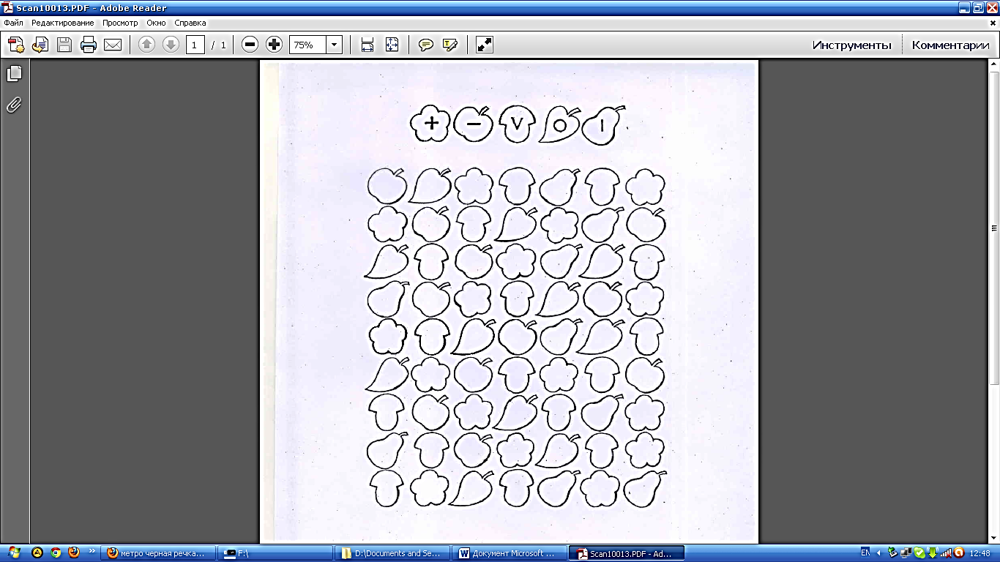 Scan10013.PDF - Adobe Reader
Файл Редактирование Просмотр Окно Справка
1 / 1 75% Инструменты Комментарии
+ − V O I
метро черная речка... F:\ D:\Documents and Se... Документ Microsoft ... Scan10013.PDF - Ad... EN 12:48